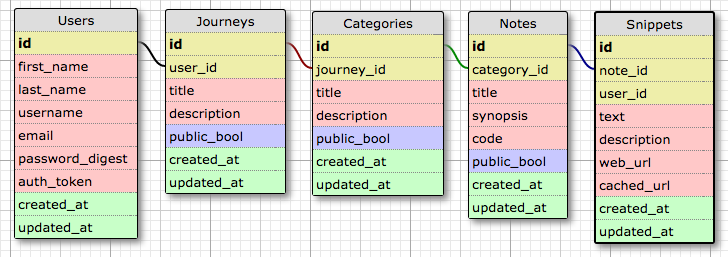 Users
id
first_name
last_name
username
email
password_digest
auth_token
created_at
updated_at
Journeys
id
user_id
title
description
public_bool
created_at
updated_at
Categories
id
journey_id
title
description
public_bool
created_at
updated_at
Notes
id
category_id
title
synopsis
code
public_bool
created_at
updated_at
Snippets
id
note_id
user_id
text
description
web_url
cached_url
created_at
updated_at